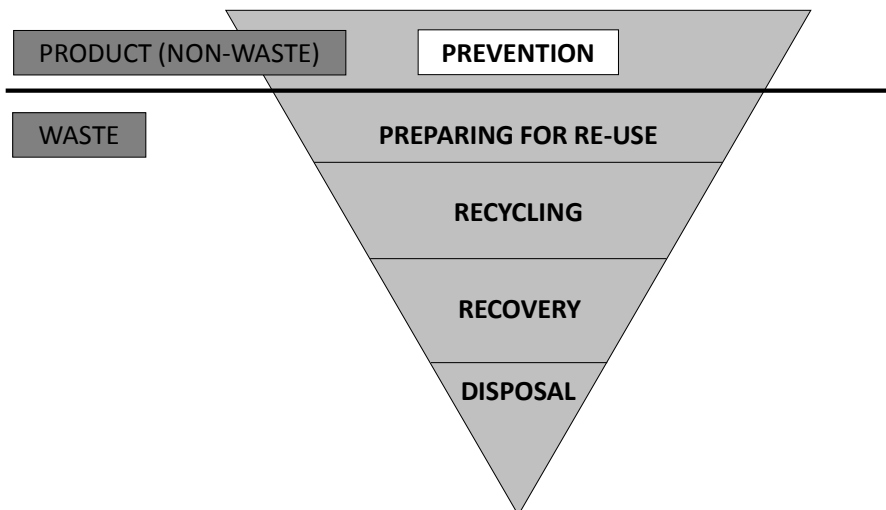 PRODUCT (NON-WASTE)
PREVENTION
WASTE
PREPARING FOR RE-USE
RECYCLING
RECOVERY
DISPOSAL